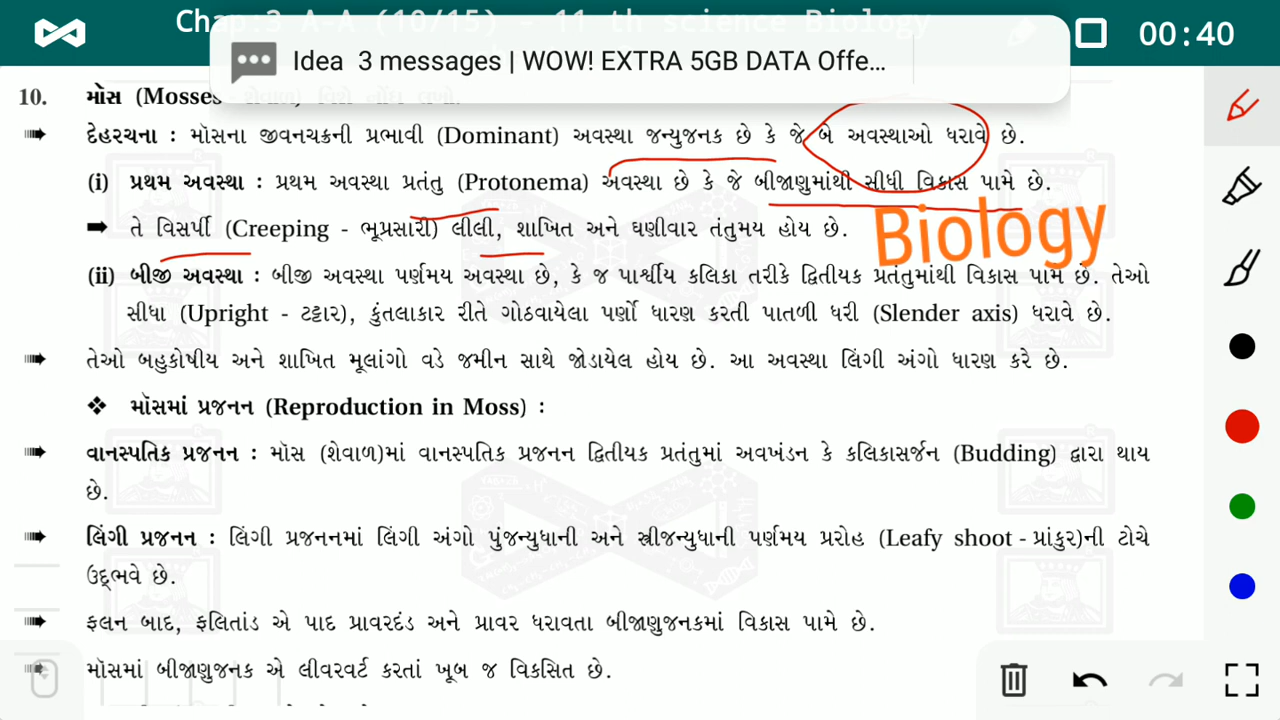 Chap:3 A-A (10/15) - 11 th science Biology
00:40
Idea 3 messages | WOW! EXTRA 5GB DATA Offe...
10. મૉસ (Mosses - શેવાળ) વિશે નોંધ લખો.
દેહરચના : મૉસના જીવનચક્રની પ્રભાવી (Dominant) અવસ્થા જન્યુજનક છે કે જે બે અવસ્થાઓ ધરાવે છે.
(i) પ્રથમ અવસ્થા : પ્રથમ અવસ્થા પ્રતંતુ (Protonema) અવસ્થા છે કે જે બીજાણુમાંથી સીધી વિકાસ પામે છે.
તે વિસર્પી (Creeping - ભૂપ્રસારી) લીલી, શાખિત અને ઘણીવાર તંતુમય હોય છે.
Biology
(ii) બીજી અવસ્થા : બીજી અવસ્થા પર્ણમય અવસ્થા છે, કે જ પાર્શ્વીય કલિકા તરીકે દ્વિતીયક પ્રતંતુમાંથી વિકાસ પામે છે. તેઓ
સીધા (Upright - ટટ્ટાર), કુંતલાકાર રીતે ગોઠવાયેલા પર્ણો ધારણ કરતી પાતળી ધરી (Slender axis) ધરાવે છે.
તેઓ બહુકોષીય અને શાખિત મૂલાંગો વડે જમીન સાથે જોડાયેલ હોય છે. આ અવસ્થા લિંગી અંગો ધારણ કરે છે.
❖ મૉસમાં પ્રજનન (Reproduction in Moss) :
વાનસ્પતિક પ્રજનન : મૉસ (શેવાળ)માં વાનસ્પતિક પ્રજનન દ્વિતીયક પ્રતંતુમાં અવખંડન કે કલિકાસર્જન (Budding) દ્વારા થાય
છે.
લિંગી પ્રજનન : લિંગી પ્રજનનમાં લિંગી અંગો પુંજન્યુધાની અને સ્ત્રીજન્યુધાની પર્ણમય પ્રરોહ (Leafy shoot - પ્રાંકુર)ની ટોચે
ઉદ્ભવે છે.
ફલન બાદ, ફલિતાંડ એ પાદ પ્રાવરદંડ અને પ્રાવર ધરાવતા બીજાણુજનકમાં વિકાસ પામે છે.
મૉસમાં બીજાણુજનક એ લીવરવર્ટ કરતાં ખૂબ જ વિકસિત છે.